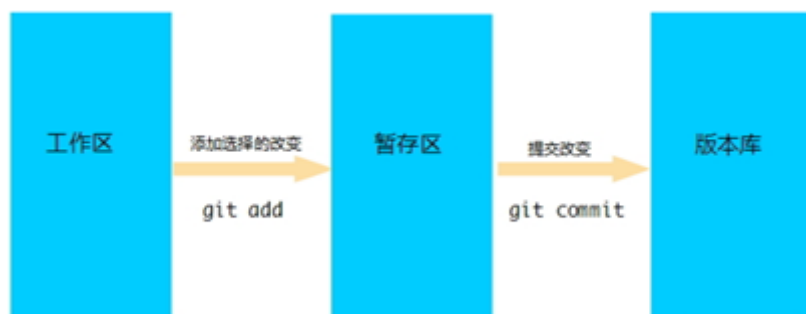 工作区
添加选择的改变
git add
暂存区
提交改变
git commit
版本库